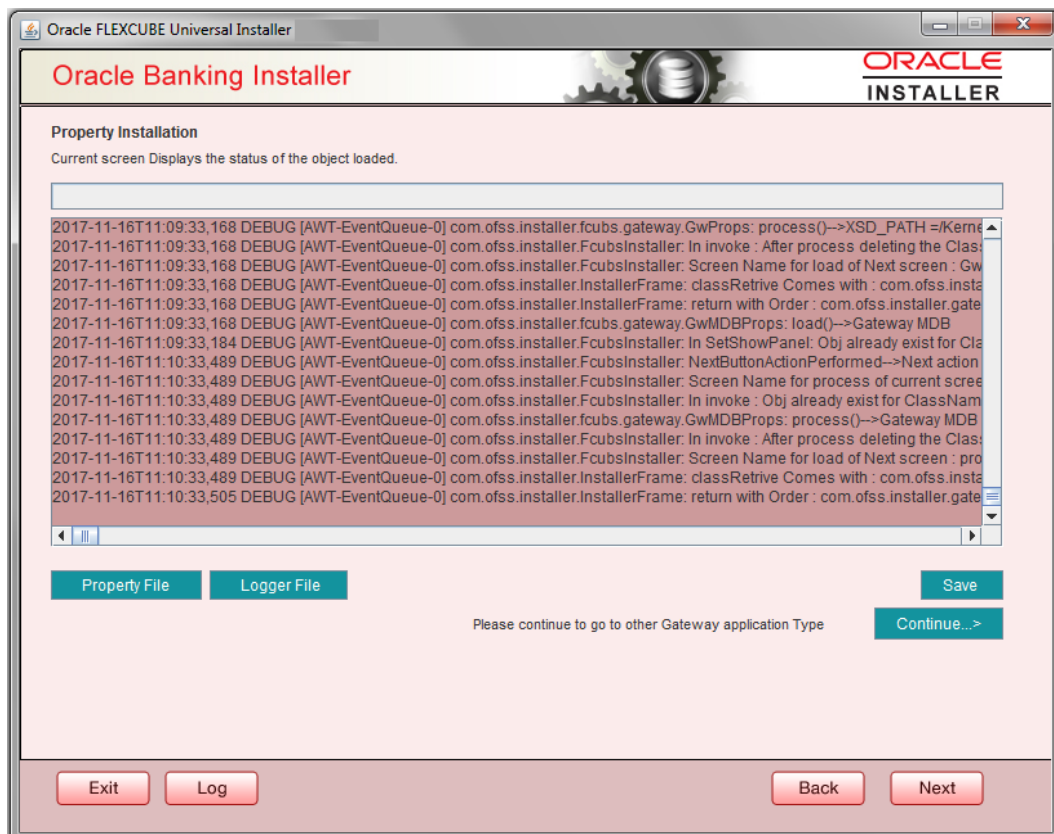 Oracle FLEXCUBE Universal Installer
Oracle Banking Installer
ORACLE
INSTALLER
Property Installation
Current screen Displays the status of the object loaded.
2017-11-16T11:09:33,168 DEBUG [AWT-EventQueue-0] com.ofss.installer.fcubs.gateway.GwProps: process()-->XSD_PATH =/Kerne
2017-11-16T11:09:33,168 DEBUG [AWT-EventQueue-0] com.ofss.installer.FcubsInstaller: In invoke : After process deleting the Clas
2017-11-16T11:09:33,168 DEBUG [AWT-EventQueue-0] com.ofss.installer.FcubsInstaller: Screen Name for load of Next screen : Gw
2017-11-16T11:09:33,168 DEBUG [AWT-EventQueue-0] com.ofss.installer.InstallerFrame: classRetrive Comes with : com.ofss.insta
2017-11-16T11:09:33,168 DEBUG [AWT-EventQueue-0] com.ofss.installer.InstallerFrame: return with Order : com.ofss.installer.gate
2017-11-16T11:09:33,168 DEBUG [AWT-EventQueue-0] com.ofss.installer.fcubs.gateway.GwMDBProps: load()-->Gateway MDB
2017-11-16T11:09:33,184 DEBUG [AWT-EventQueue-0] com.ofss.installer.FcubsInstaller: In SetShowPanel: Obj already exist for Cla
2017-11-16T11:10:33,489 DEBUG [AWT-EventQueue-0] com.ofss.installer.FcubsInstaller: NextButtonActionPerformed-->Next action
2017-11-16T11:10:33,489 DEBUG [AWT-EventQueue-0] com.ofss.installer.FcubsInstaller: Screen Name for process of current scree
2017-11-16T11:10:33,489 DEBUG [AWT-EventQueue-0] com.ofss.installer.FcubsInstaller: In invoke : Obj already exist for ClassNam
2017-11-16T11:10:33,489 DEBUG [AWT-EventQueue-0] com.ofss.installer.fcubs.gateway.GwMDBProps: process()-->Gateway MDB
2017-11-16T11:10:33,489 DEBUG [AWT-EventQueue-0] com.ofss.installer.FcubsInstaller: In invoke : After process deleting the Clas
2017-11-16T11:10:33,489 DEBUG [AWT-EventQueue-0] com.ofss.installer.FcubsInstaller: Screen Name for load of Next screen : pro
2017-11-16T11:10:33,489 DEBUG [AWT-EventQueue-0] com.ofss.installer.InstallerFrame: classRetrive Comes with : com.ofss.insta
2017-11-16T11:10:33,505 DEBUG [AWT-EventQueue-0] com.ofss.installer.InstallerFrame: return with Order : com.ofss.installer.gate
Property File Logger File Save
Please continue to go to other Gateway application Type Continue...>
Exit Log Back Next